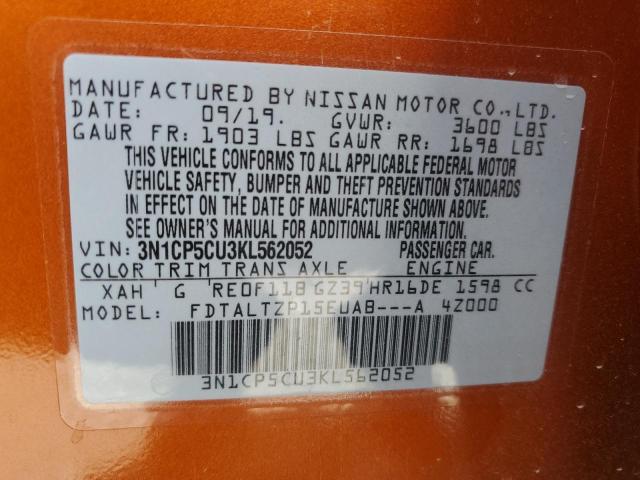 MANUFACTURED BY NISSAN MOTOR CO.,LTD.
DATE: 09/19. GVWR: 3600 LBS
GAWR FR: 1903 LBS GAWR RR: 1698 LBS
THIS VEHICLE CONFORMS TO ALL APPLICABLE FEDERAL MOTOR
VEHICLE SAFETY, BUMPER AND THEFT PREVENTION STANDARDS
IN EFFECT ON THE DATE OF MANUFACTURE SHOWN ABOVE.
SEE OWNER'S MANUAL FOR ADDITIONAL INFORMATION.
VIN: 3N1CP5CU3KL562052 PASSENGER CAR.
COLOR TRIM TRANS AXLE ENGINE
XAH G RE0F11B GZ39 HR16DE 1598 CC
MODEL: FDTALTZP15EUAB---A 4Z000
3N1CP5CU3KL562052